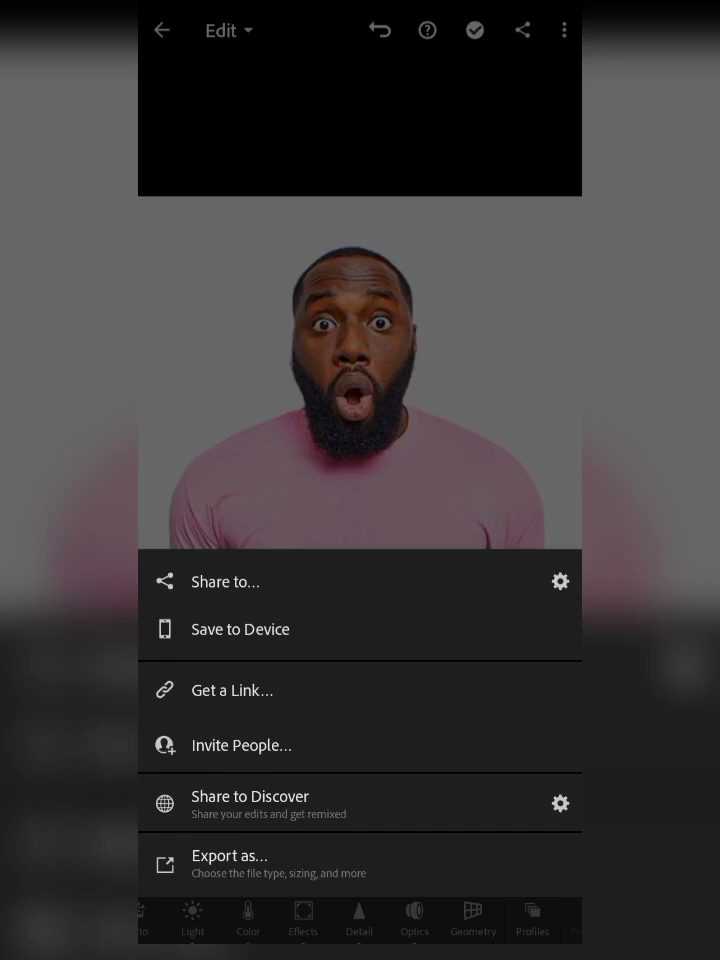 Edit
Share to...
Save to Device
Get a Link...
Invite People...
Share to Discover
Share your edits and get remixed
Export as...
Choose the file type, sizing, and more
to Light Color Effects Detail Optics Geometry Profiles